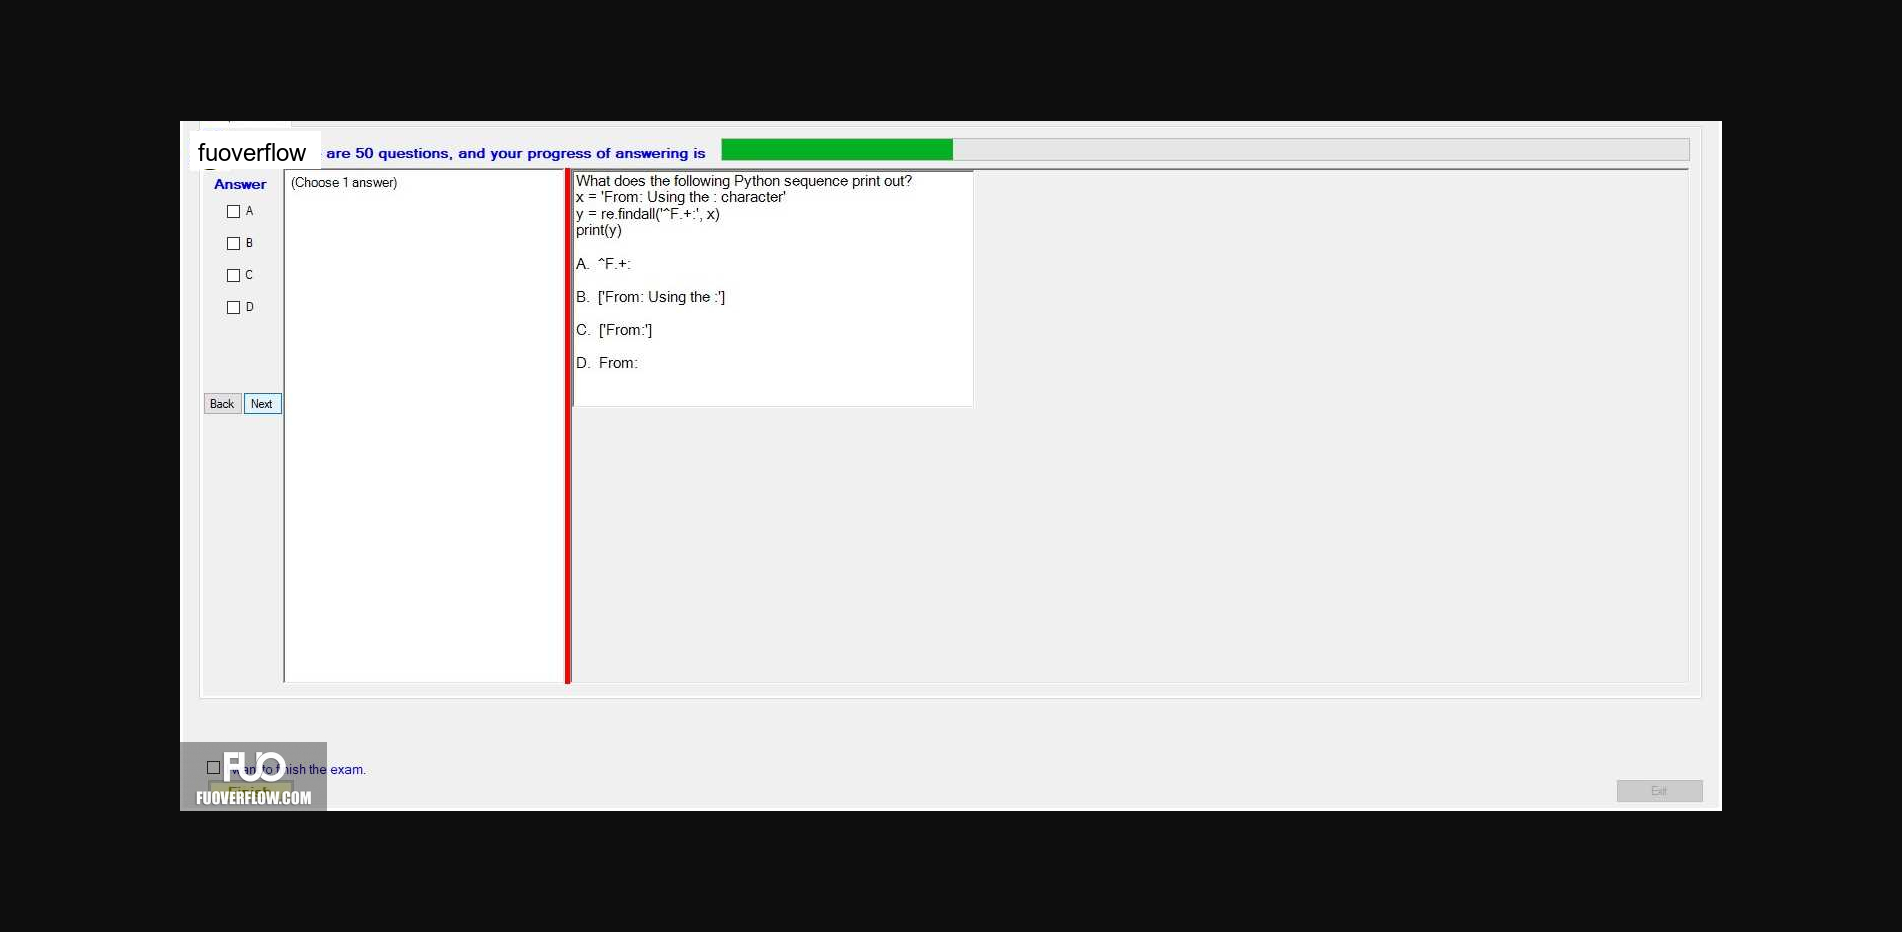 fuoverflow are 50 questions, and your progress of answering is
Answer
A
B
C
D
Back Next
(Choose 1 answer)
What does the following Python sequence print out?
x = 'From: Using the : character'
y = re.findall('^F.+:', x)
print(y)
A. ^F.+:
B. ['From: Using the :']
C. ['From:']
D. From:
want to finish the exam.
Finish
FUO
FUOVERFLOW.COM
Exit